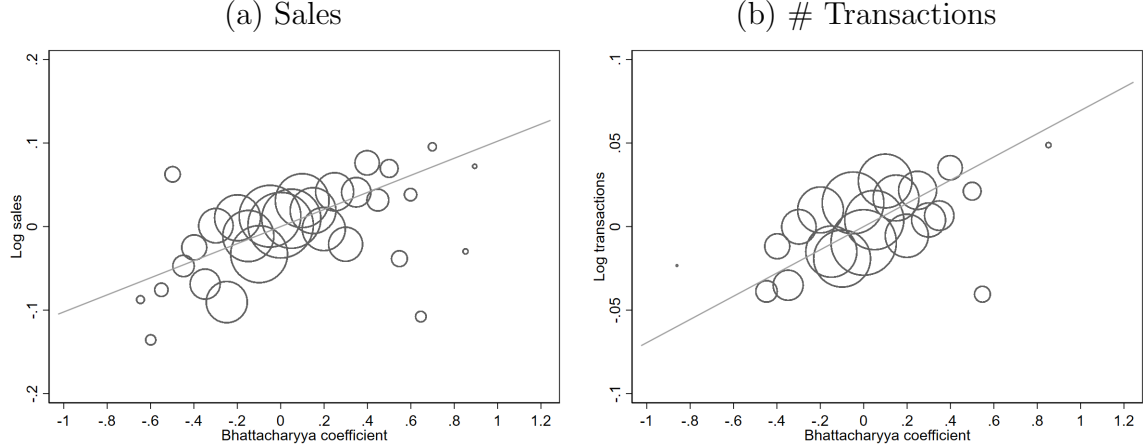 (a) Sales
.2
.1
0
-.1
-.2
Log sales
-1 -.8 -.6 -.4 -.2 0 .2 .4 .6 .8 1 1.2
Bhattacharyya coefficient
(b) # Transactions
.1
.05
0
-.05
-.1
Log transactions
-1 -.8 -.6 -.4 -.2 0 .2 .4 .6 .8 1 1.2
Bhattacharyya coefficient